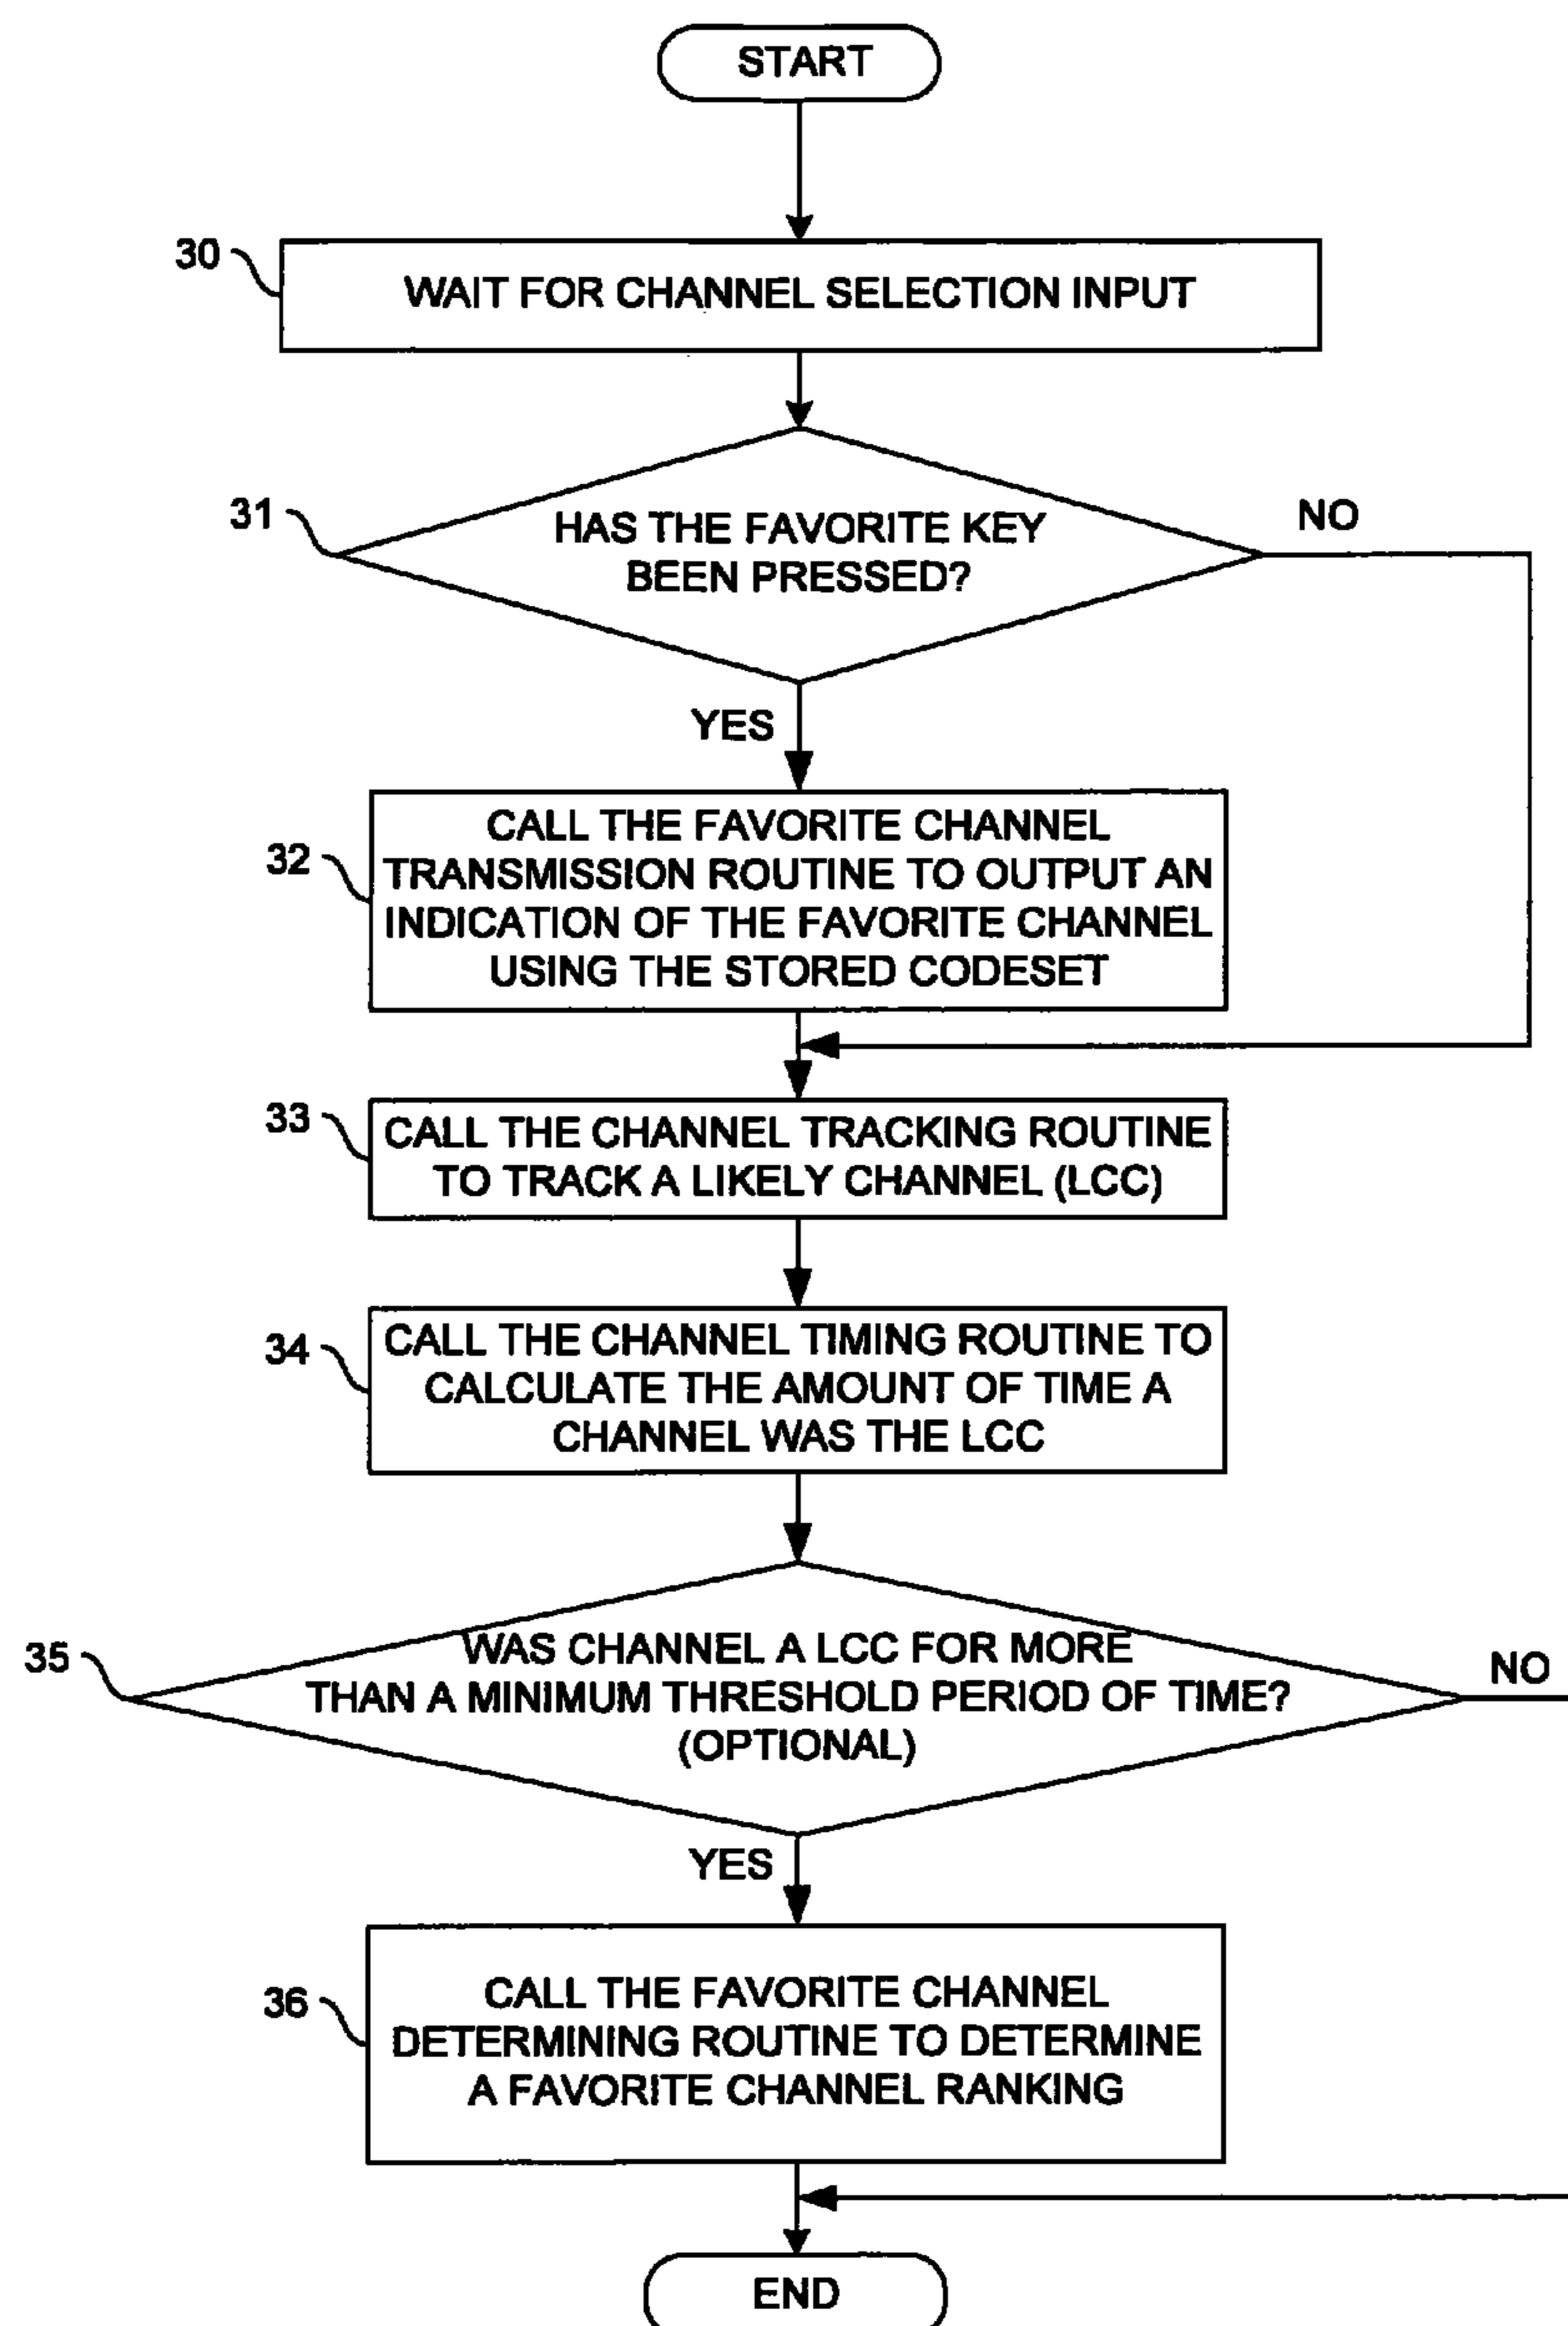 START
30
WAIT FOR CHANNEL SELECTION INPUT
31
HAS THE FAVORITE KEY
BEEN PRESSED?
NO
YES
32
CALL THE FAVORITE CHANNEL
TRANSMISSION ROUTINE TO OUTPUT AN
INDICATION OF THE FAVORITE CHANNEL
USING THE STORED CODESET
33
CALL THE CHANNEL TRACKING ROUTINE
TO TRACK A LIKELY CHANNEL (LCC)
34
CALL THE CHANNEL TIMING ROUTINE TO
CALCULATE THE AMOUNT OF TIME A
CHANNEL WAS THE LCC
35
WAS CHANNEL A LCC FOR MORE
THAN A MINIMUM THRESHOLD PERIOD OF TIME?
(OPTIONAL)
NO
YES
36
CALL THE FAVORITE CHANNEL
DETERMINING ROUTINE TO DETERMINE
A FAVORITE CHANNEL RANKING
END